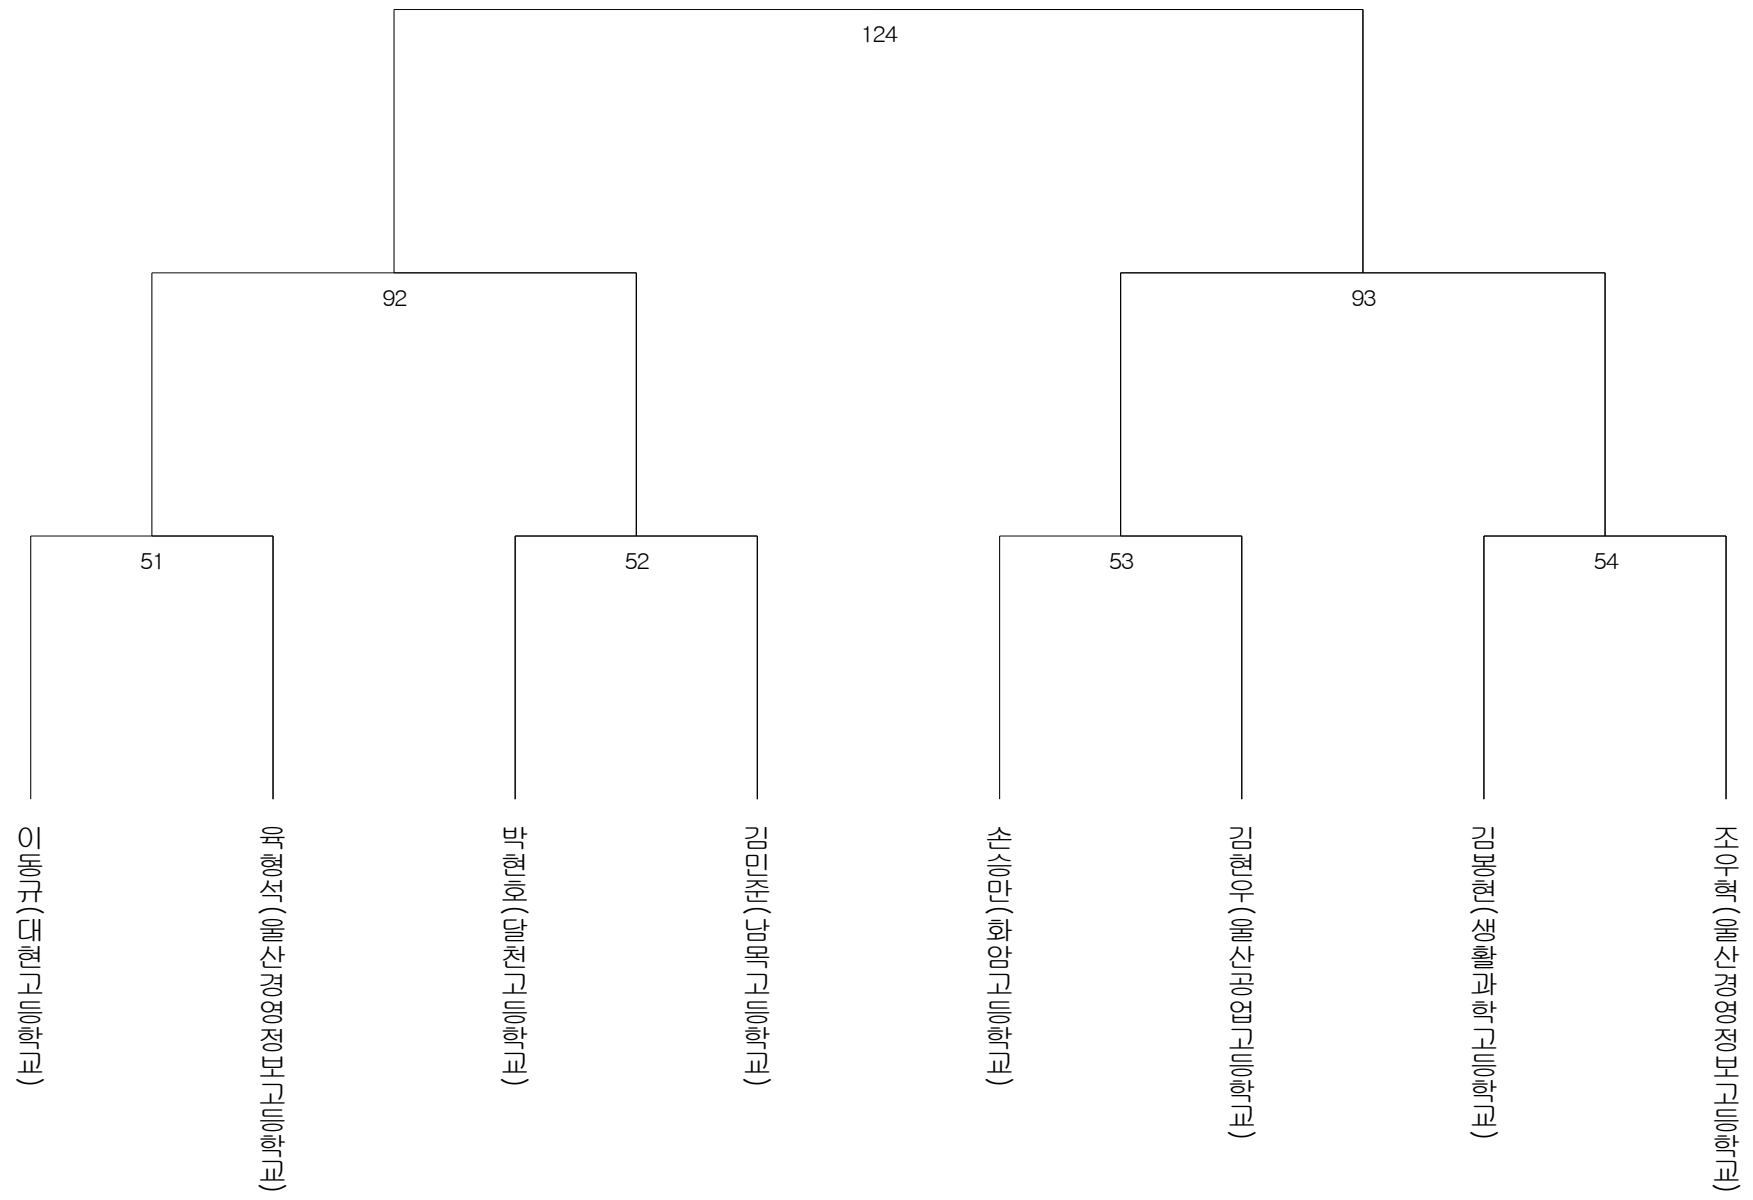 124
92
93
51
52
53
54
이동규(대현고등학교)
육형석(울산경영정보고등학교)
박현호(달천고등학교)
김민준(남목고등학교)
손승만(화암고등학교)
김현우(울산공업고등학교)
김봉현(생활과학고등학교)
조우혁(울산경영정보고등학교)